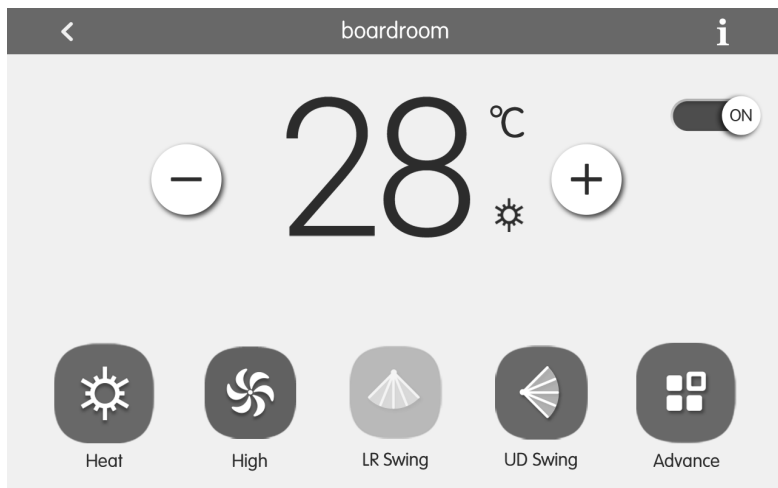 boardroom
i
28 °C
ON
Heat
High
LR Swing
UD Swing
Advance